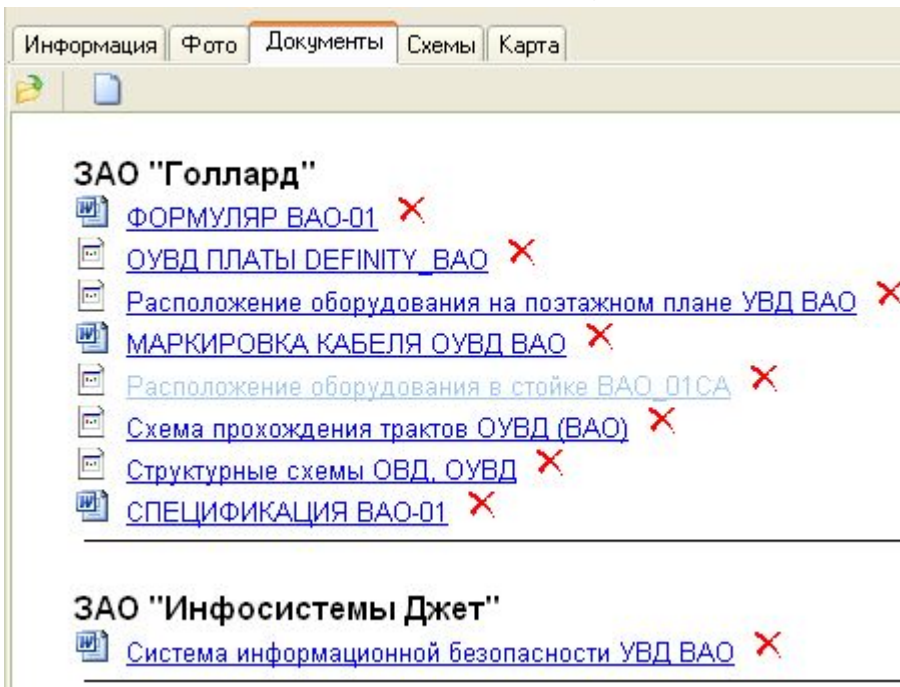 Информация Фото Документы Схемы Карта
ЗАО "Голлард"
ФОРМУЛЯР ВАО-01
ОУВД ПЛАТЫ DEFINITY_ВАО
Расположение оборудования на поэтажном плане УВД ВАО
МАРКИРОВКА КАБЕЛЯ ОУВД ВАО
Расположение оборудования в стойке ВАО_01СА
Схема прохождения трактов ОУВД (ВАО)
Структурные схемы ОВД, ОУВД
СПЕЦИФИКАЦИЯ ВАО-01
ЗАО "Инфосистемы Джет"
Система информационной безопасности УВД ВАО